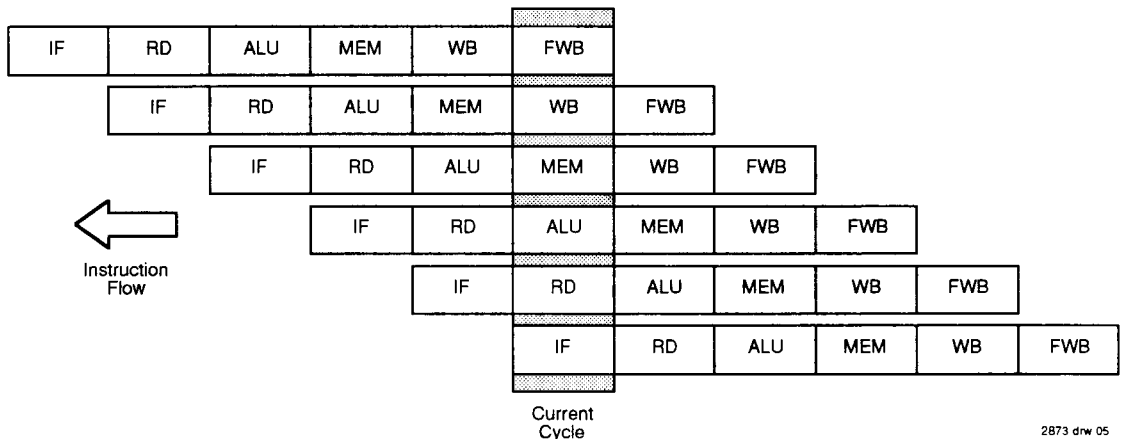 IF RD ALU MEM WB FWB
IF RD ALU MEM WB FWB
IF RD ALU MEM WB FWB
IF RD ALU MEM WB FWB
Instruction
Flow
IF RD ALU MEM WB FWB
IF RD ALU MEM WB FWB
Current
Cycle
2873 drw 05